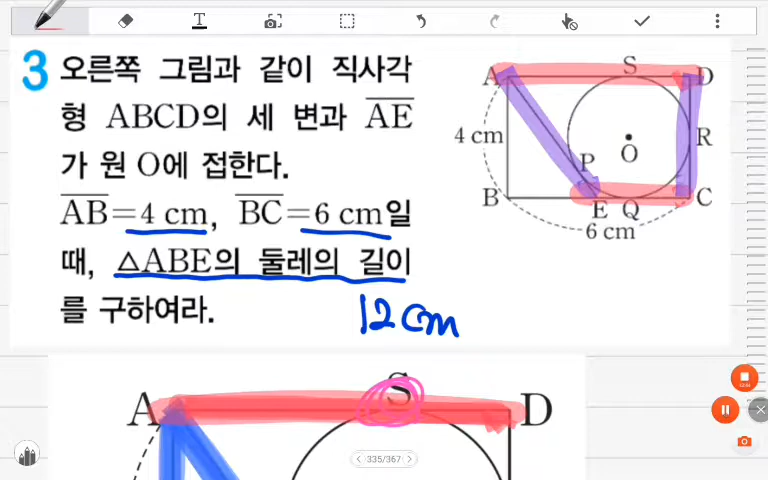 3 오른쪽 그림과 같이 직사각
형 ABCD의 세 변과 AE
가 원 O에 접한다.
AB=4 cm, BC=6 cm일
때, △ABE의 둘레의 길이
를 구하여라.
12cm
A S D
4 cm P O R
B E Q C
6 cm
A S D
335/367